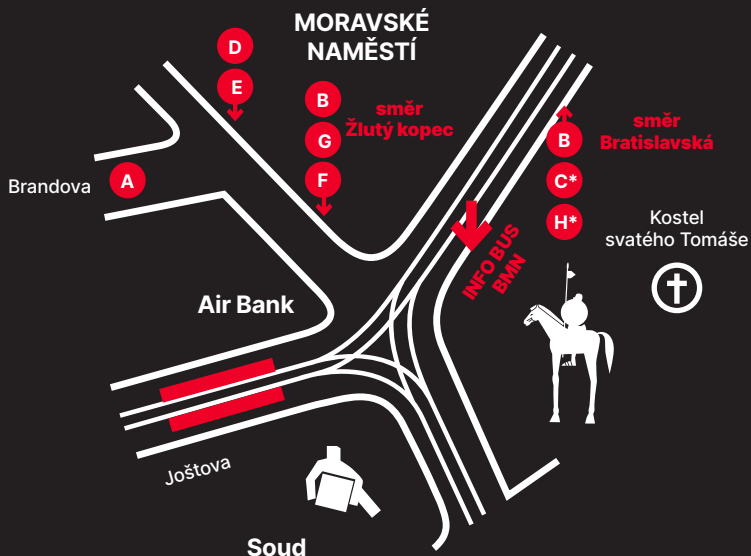 MORAVSKÉ
NAMĚSTÍ
D
E
B
G
F
směr
Žlutý kopec
B
C*
H*
směr
Bratislavská
Brandova
A
Kostel
svatého Tomáše
INFO BUS
BMN
Air Bank
Joštova
Soud